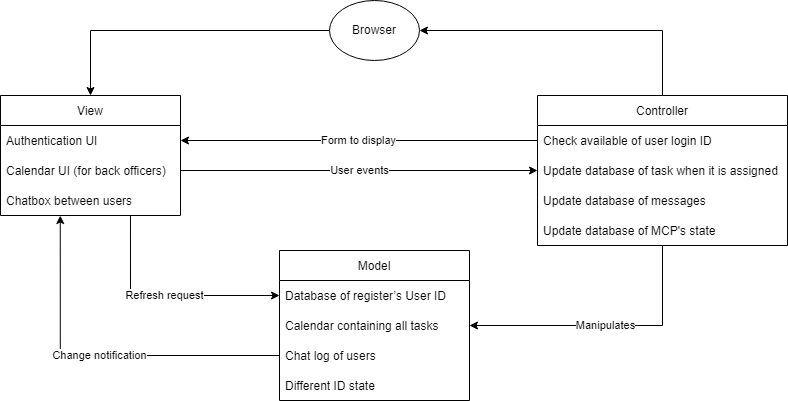 Browser
View
Authentication UI
Calendar UI (for back officers)
Chatbox between users
Form to display
User events
Controller
Check available of user login ID
Update database of task when it is assigned
Update database of messages
Update database of MCP's state
Refresh request
Change notification
Model
Database of register's User ID
Calendar containing all tasks
Chat log of users
Different ID state
Manipulates